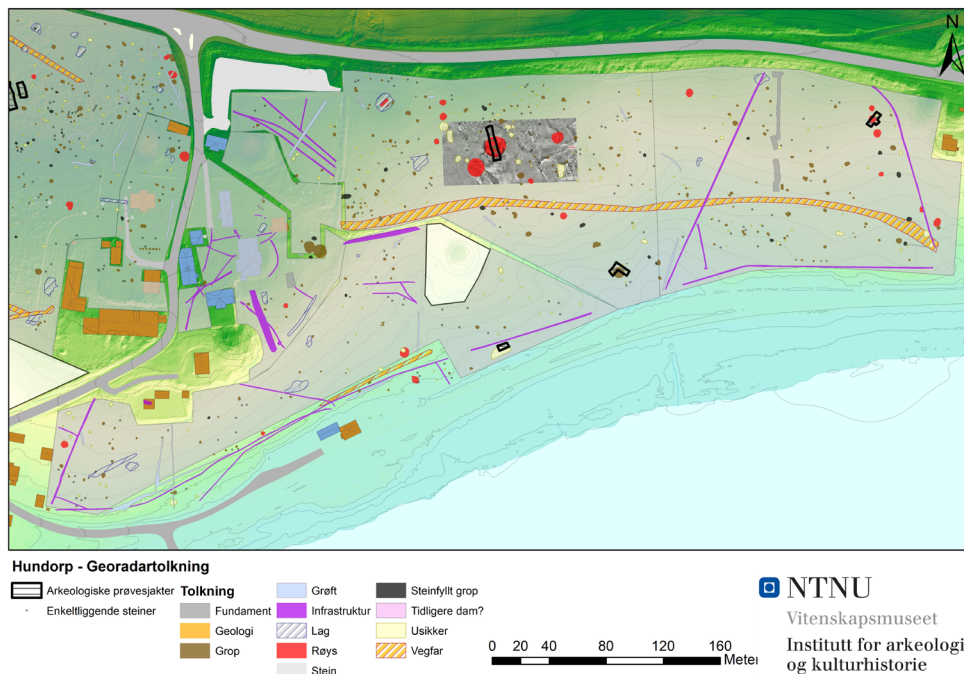 N
Hundorp - Georadartolkning
Arkeologiske prøvesjakter
Enkeltliggende steiner
Tolkning
Fundament
Geologi
Grop
Grøft
Infrastruktur
Lag
Røys
Stein
Steinfyllt grop
Tidligere dam?
Usikker
Vegfar
0 20 40 80 120 160
Meter
NTNU
Vitenskapsmuseet
Institutt for arkeologi
og kulturhistorie